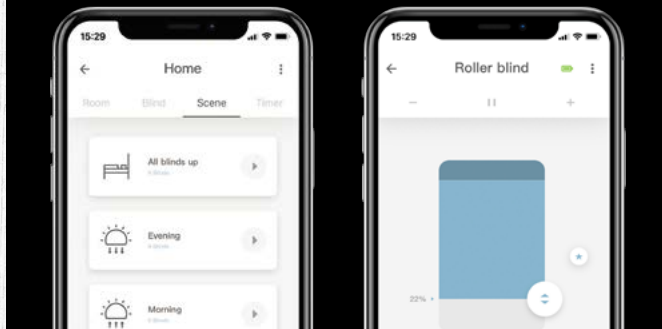 15:29
Home
Room Blind Scene Timer
All blinds up
Evening
Morning
15:29
Roller blind
22%